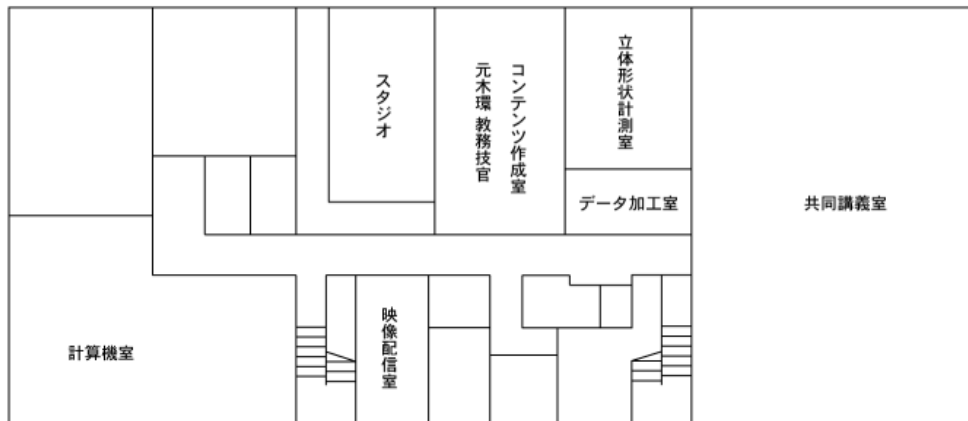 スタジオ
コンテンツ作成室
元木環 教務技官
立体形状計測室
データ加工室
共同講義室
計算機室
映像配信室